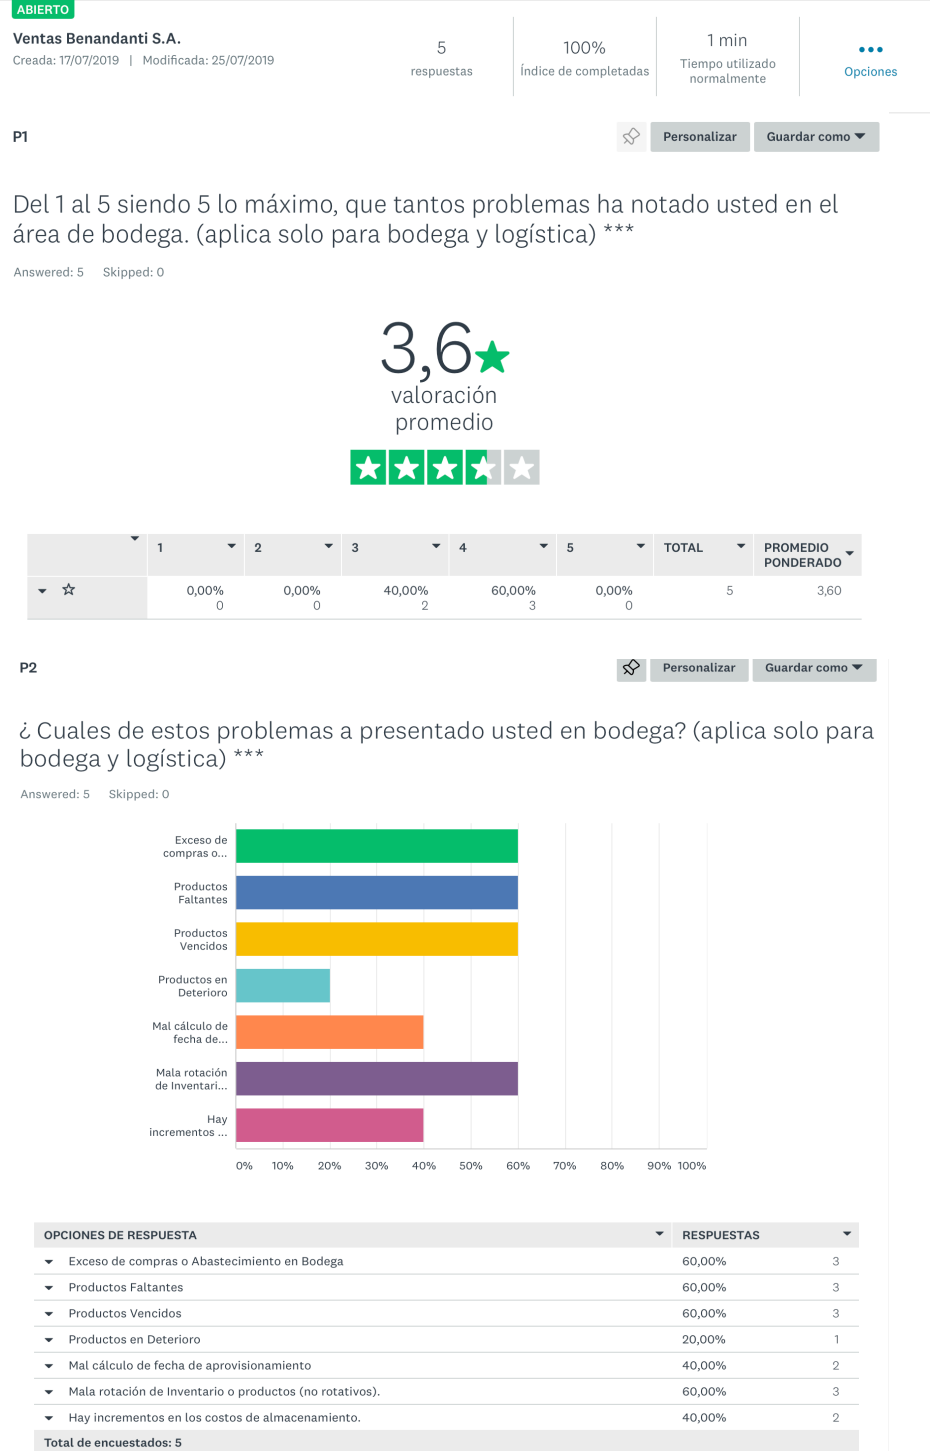 ABIERTO
Ventas Benandanti S.A.
Creada: 17/07/2019 | Modificada: 25/07/2019
5
respuestas
100%
Índice de completadas
1 min
Tiempo utilizado
normalmente
Opciones
P1
Personalizar
Guardar como
Del 1 al 5 siendo 5 lo máximo, que tantos problemas ha notado usted en el
área de bodega. (aplica solo para bodega y logística) ***
Answered: 5 Skipped: 0
3,6
valoración
promedio
1 2 3 4 5 TOTAL PROMEDIO
PONDERADO
0,00% 0,00% 40,00% 60,00% 0,00% 5 3,60
0 0 2 3 0
P2
Personalizar
Guardar como
¿ Cuales de estos problemas a presentado usted en bodega? (aplica solo para
bodega y logística) ***
Answered: 5 Skipped: 0
Exceso de
compras o...
Productos
Faltantes
Productos
Vencidos
Productos en
Deterioro
Mal cálculo de
fecha de...
Mala rotación
de Inventari...
Hay
incrementos ...
0% 10% 20% 30% 40% 50% 60% 70% 80% 90% 100%
OPCIONES DE RESPUESTA RESPUESTAS
Exceso de compras o Abastecimiento en Bodega 60,00% 3
Productos Faltantes 60,00% 3
Productos Vencidos 60,00% 3
Productos en Deterioro 20,00% 1
Mal cálculo de fecha de aprovisionamiento 40,00% 2
Mala rotación de Inventario o productos (no rotativos). 60,00% 3
Hay incrementos en los costos de almacenamiento. 40,00% 2
Total de encuestados: 5